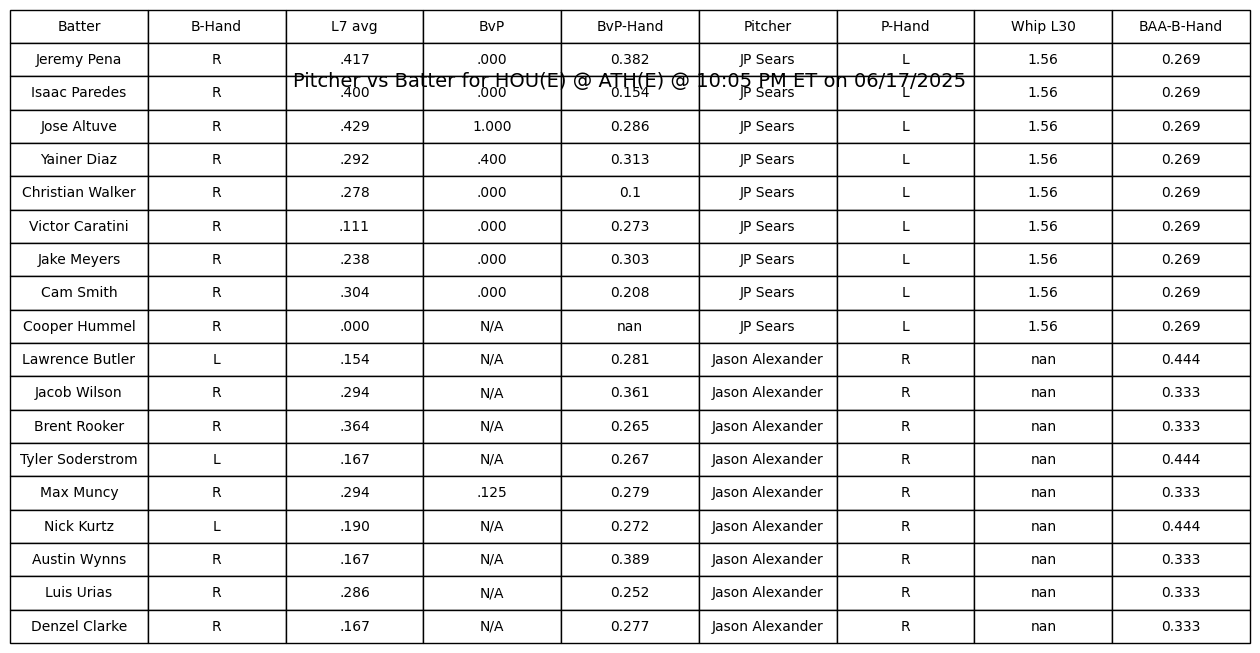 Batter B-Hand L7 avg BvP BvP-Hand Pitcher P-Hand Whip L30 BAA-B-Hand
Jeremy Pena R .417 .000 0.382 JP Sears L 1.56 0.269
Pitcher vs Batter for HOU(E) @ ATH(E) @ 10:05 PM ET on 06/17/2025
Isaac Paredes R .400 .000 0.154 JP Sears L 1.56 0.269
Jose Altuve R .429 1.000 0.286 JP Sears L 1.56 0.269
Yainer Diaz R .292 .400 0.313 JP Sears L 1.56 0.269
Christian Walker R .278 .000 0.1 JP Sears L 1.56 0.269
Victor Caratini R .111 .000 0.273 JP Sears L 1.56 0.269
Jake Meyers R .238 .000 0.303 JP Sears L 1.56 0.269
Cam Smith R .304 .000 0.208 JP Sears L 1.56 0.269
Cooper Hummel R .000 N/A nan JP Sears L 1.56 0.269
Lawrence Butler L .154 N/A 0.281 Jason Alexander R nan 0.444
Jacob Wilson R .294 N/A 0.361 Jason Alexander R nan 0.333
Brent Rooker R .364 N/A 0.265 Jason Alexander R nan 0.333
Tyler Soderstrom L .167 N/A 0.267 Jason Alexander R nan 0.444
Max Muncy R .294 .125 0.279 Jason Alexander R nan 0.333
Nick Kurtz L .190 N/A 0.272 Jason Alexander R nan 0.444
Austin Wynns R .167 N/A 0.389 Jason Alexander R nan 0.333
Luis Urias R .286 N/A 0.252 Jason Alexander R nan 0.333
Denzel Clarke R .167 N/A 0.277 Jason Alexander R nan 0.333